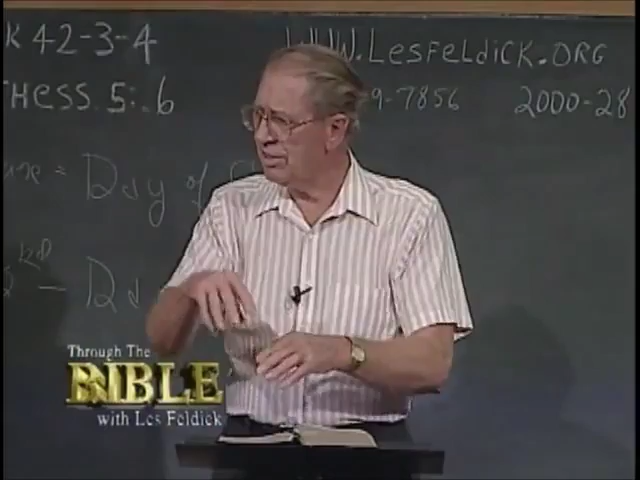 K 42-3-4
WWW.LESFELDICK.ORG
THESS 5:6
9-7856
2000-28
Day of
Day
Through The
BIBLE
with Les Feldick